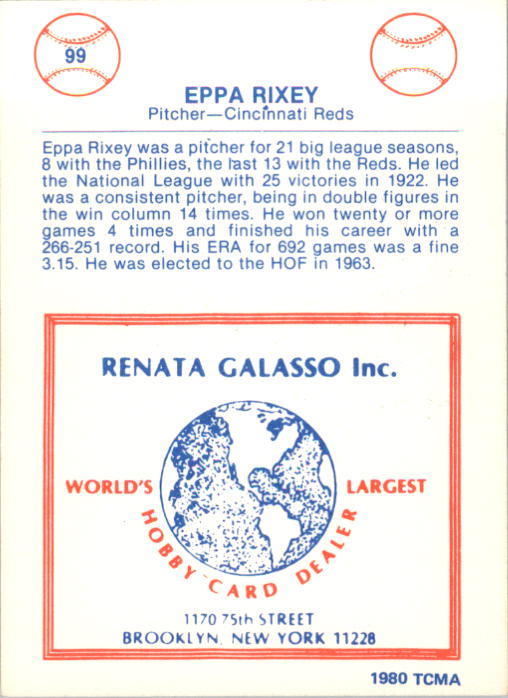 99
EPPA RIXEY
Pitcher—Cincinnati Reds
Eppa Rixey was a pitcher for 21 big league seasons,
8 with the Phillies, the last 13 with the Reds. He led
the National League with 25 victories in 1922. He
was a consistent pitcher, being in double figures in
the win column 14 times. He won twenty or more
games 4 times and finished his career with a
266-251 record. His ERA for 692 games was a fine
3.15. He was elected to the HOF in 1963.
RENATA GALASSO Inc.
WORLD'S LARGEST
HOBBY CARD DEALER
1170 75th STREET
BROOKLYN, NEW YORK 11228
1980 TCMA